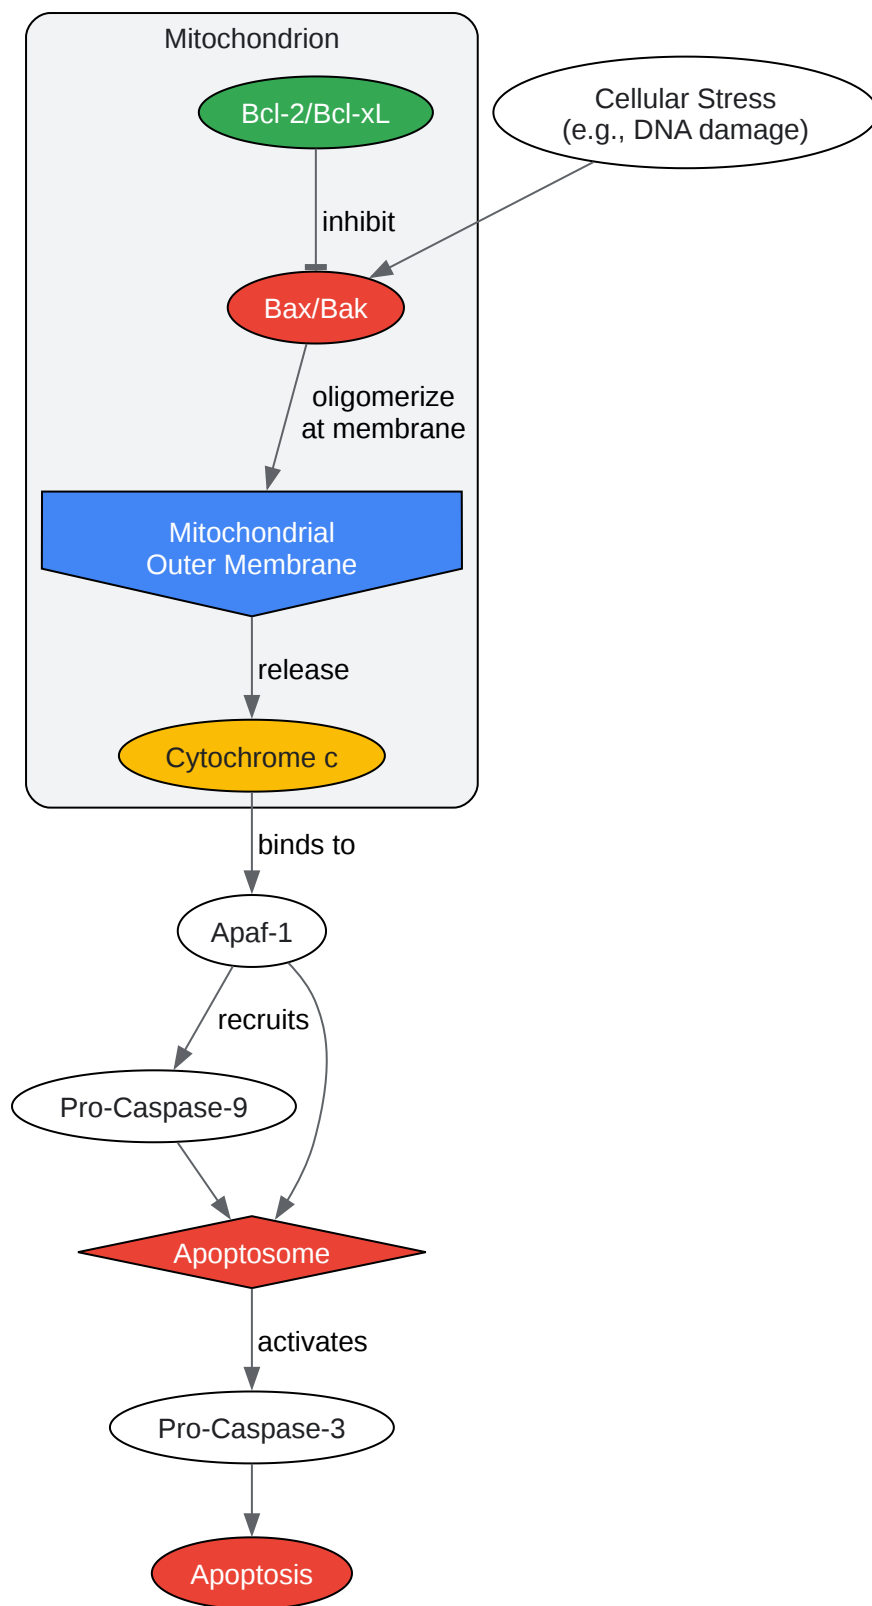 Mitochondrion
Bcl-2/Bcl-xL
Cellular Stress
(e.g., DNA damage)
inhibit
Bax/Bak
oligomerize
at membrane
Mitochondrial
Outer Membrane
release
Cytochrome c
binds to
Apaf-1
recruits
Pro-Caspase-9
Apoptosome
activates
Pro-Caspase-3
Apoptosis